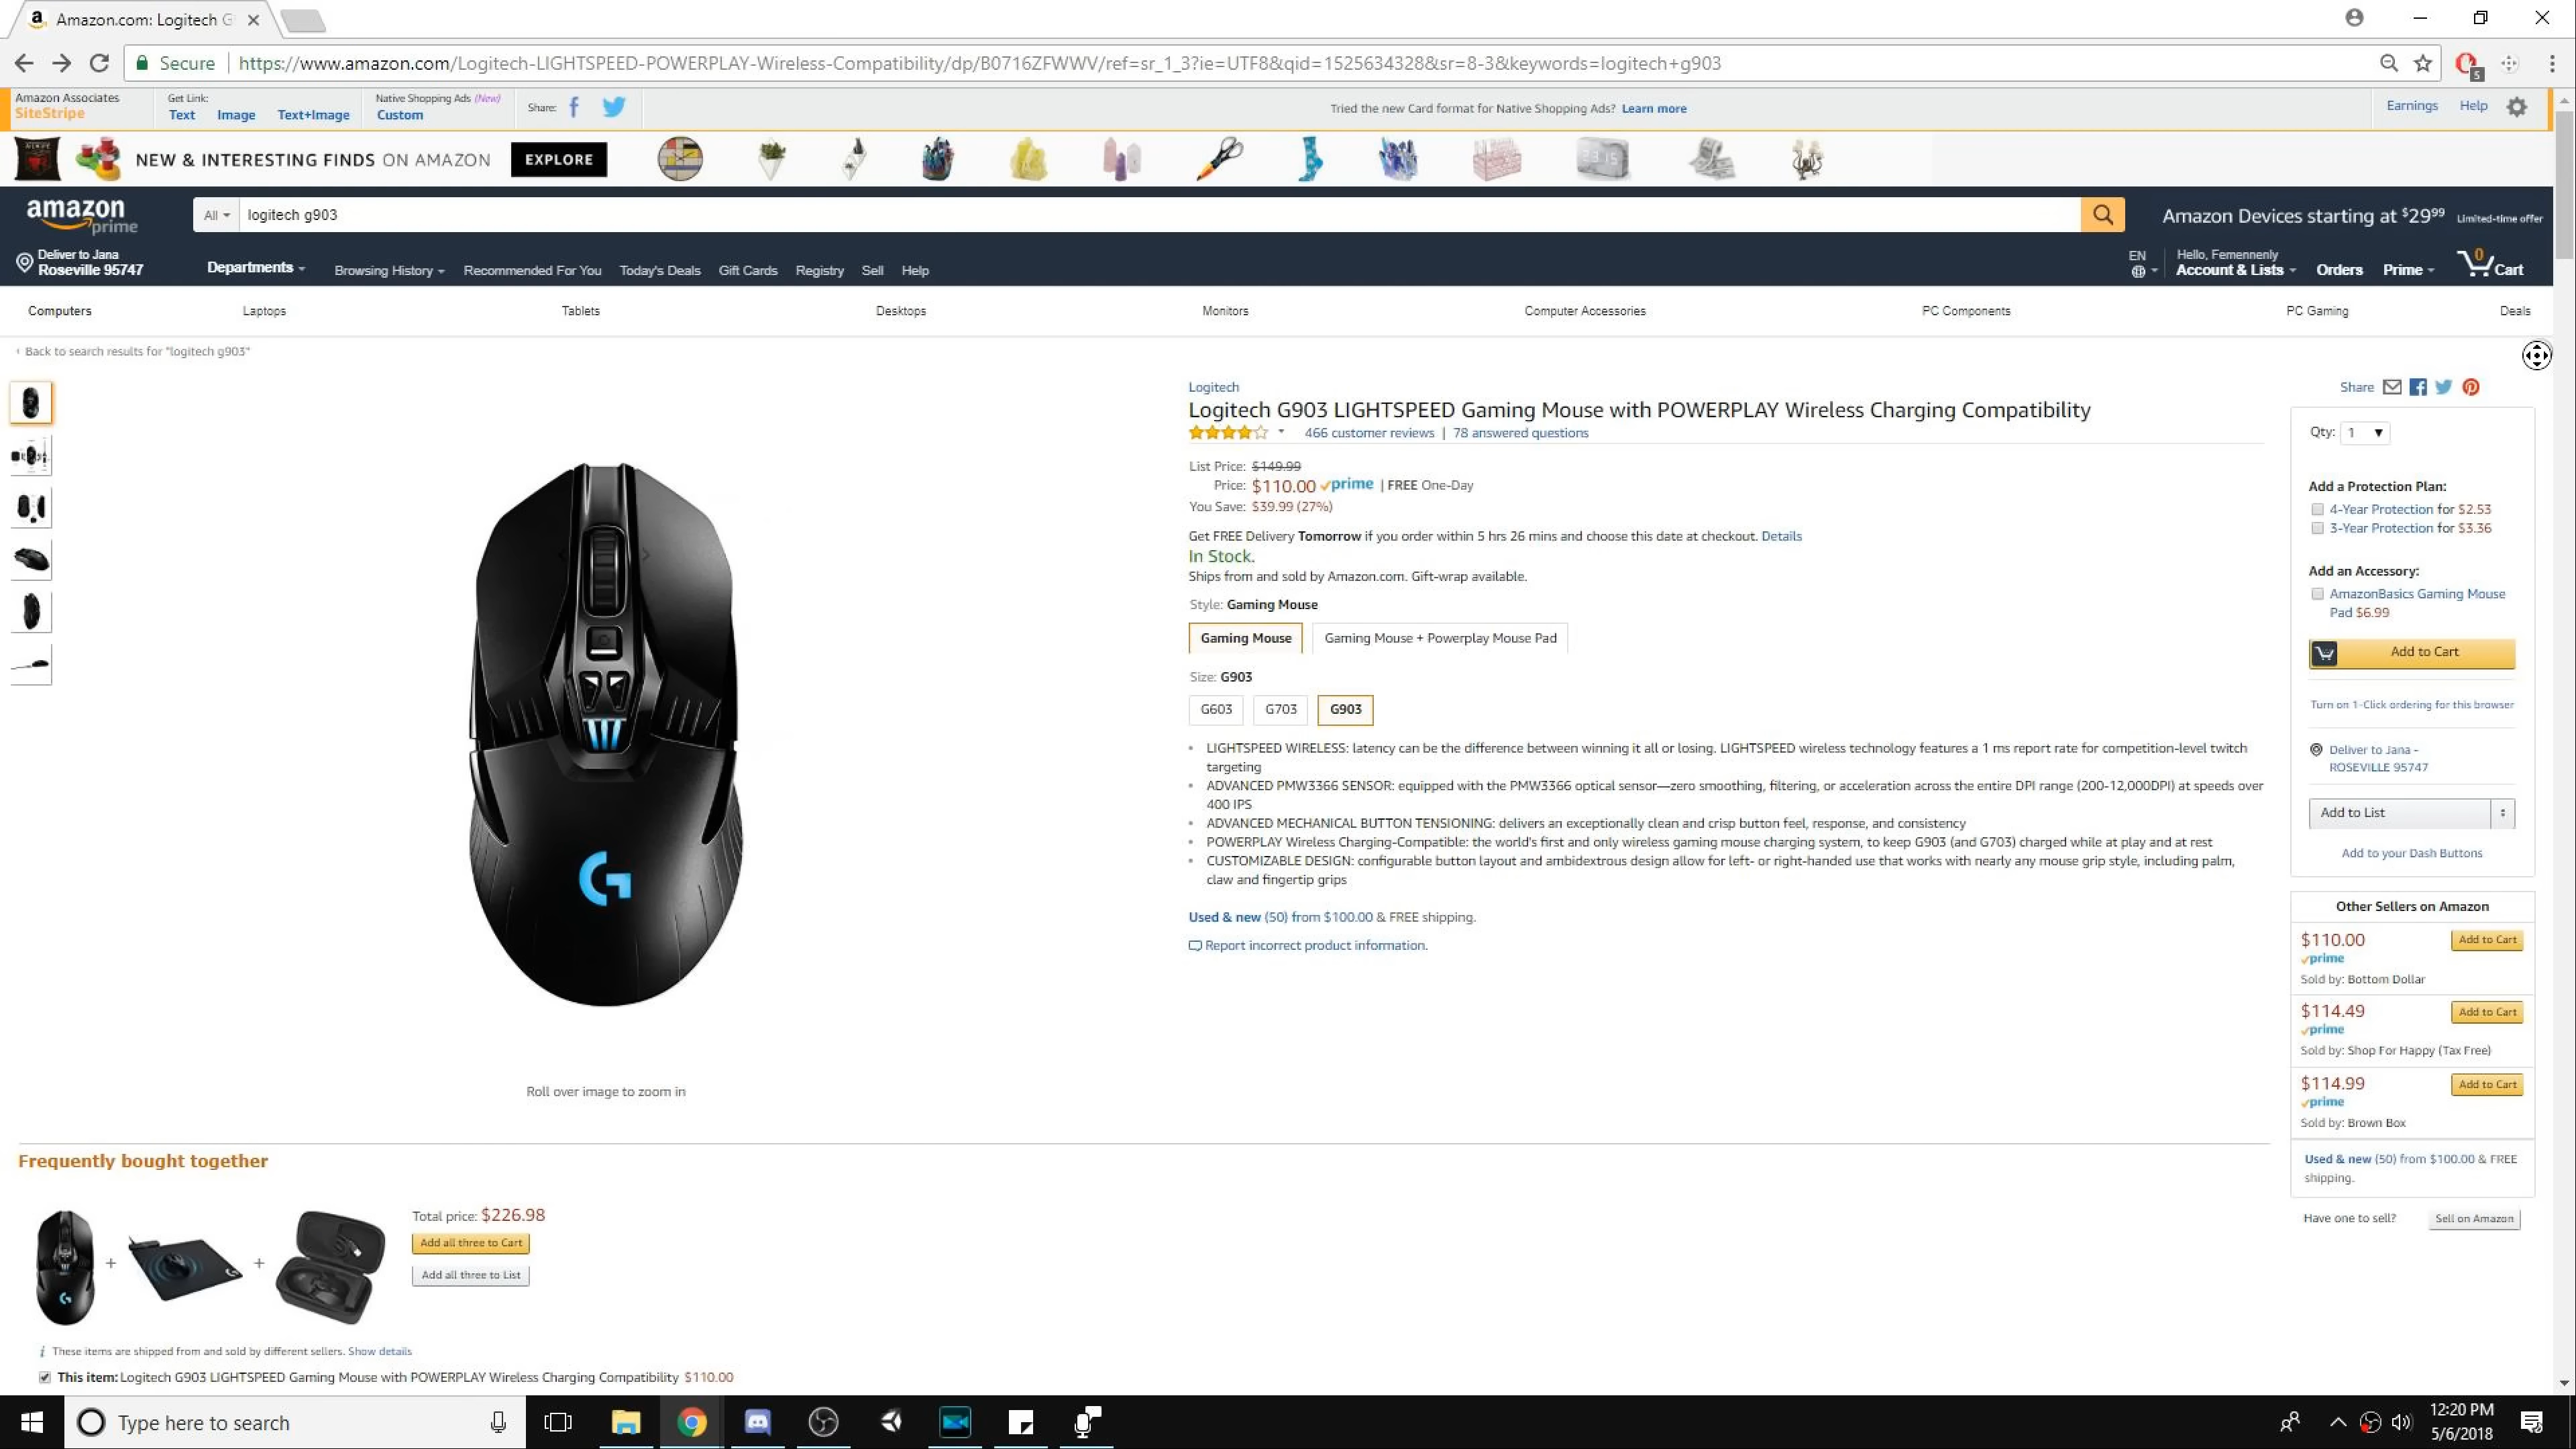 Amazon.com: Logitech G
Secure
https://www.amazon.com/Logitech-LIGHTSPEED-POWERPLAY-Wireless-Compatibility/dp/B0716ZFWWV/ref=sr_1_3?ie=UTF8&qid=1525634328&sr=8-3&keywords=logitech+g903
5
Amazon Associates
SiteStripe
Get Link:
Text Image Text+Image
Native Shopping Ads (New)
Custom
Share:
Tried the new Card format for Native Shopping Ads? Learn more
Earnings Help
NEW & INTERESTING FINDS ON AMAZON EXPLORE
amazon
prime
All
logitech g903
Amazon Devices starting at $29⁹⁹ Limited-time offer
Deliver to Jana
Roseville 95747
Departments
Browsing History Recommended For You Today's Deals Gift Cards Registry Sell Help
EN
Hello, Femennenly
Account & Lists
Orders Prime
0
Cart
Computers Laptops Tablets Desktops Monitors Computer Accessories PC Components PC Gaming Deals
‹ Back to search results for "logitech g903"
Logitech
Logitech G903 LIGHTSPEED Gaming Mouse with POWERPLAY Wireless Charging Compatibility
466 customer reviews | 78 answered questions
List Price: $149.99
Price: $110.00 prime | FREE One-Day
You Save: $39.99 (27%)
Get FREE Delivery Tomorrow if you order within 5 hrs 26 mins and choose this date at checkout. Details
In Stock.
Ships from and sold by Amazon.com. Gift-wrap available.
Style: Gaming Mouse
Gaming Mouse
Gaming Mouse + Powerplay Mouse Pad
Size: G903
G603 G703 G903
• LIGHTSPEED WIRELESS: latency can be the difference between winning it all or losing. LIGHTSPEED wireless technology features a 1 ms report rate for competition-level twitch
targeting
• ADVANCED PMW3366 SENSOR: equipped with the PMW3366 optical sensor—zero smoothing, filtering, or acceleration across the entire DPI range (200-12,000DPI) at speeds over
400 IPS
• ADVANCED MECHANICAL BUTTON TENSIONING: delivers an exceptionally clean and crisp button feel, response, and consistency
• POWERPLAY Wireless Charging-Compatible: the world's first and only wireless gaming mouse charging system, to keep G903 (and G703) charged while at play and at rest
• CUSTOMIZABLE DESIGN: configurable button layout and ambidextrous design allow for left- or right-handed use that works with nearly any mouse grip style, including palm,
claw and fingertip grips
Used & new (50) from $100.00 & FREE shipping.
Report incorrect product information.
Roll over image to zoom in
Share
Qty: 1
Add a Protection Plan:
4-Year Protection for $2.53
3-Year Protection for $3.36
Add an Accessory:
AmazonBasics Gaming Mouse
Pad $6.99
Add to Cart
Turn on 1-Click ordering for this browser
Deliver to Jana -
ROSEVILLE 95747
Add to List
Add to your Dash Buttons
Other Sellers on Amazon
$110.00 Add to Cart
prime
Sold by: Bottom Dollar
$114.49 Add to Cart
prime
Sold by: Shop For Happy (Tax Free)
$114.99 Add to Cart
prime
Sold by: Brown Box
Used & new (50) from $100.00 & FREE
shipping.
Have one to sell? Sell on Amazon
Frequently bought together
+ +
Total price: $226.98
Add all three to Cart
Add all three to List
i These items are shipped from and sold by different sellers. Show details
This item: Logitech G903 LIGHTSPEED Gaming Mouse with POWERPLAY Wireless Charging Compatibility $110.00
Type here to search
12:20 PM
5/6/2018